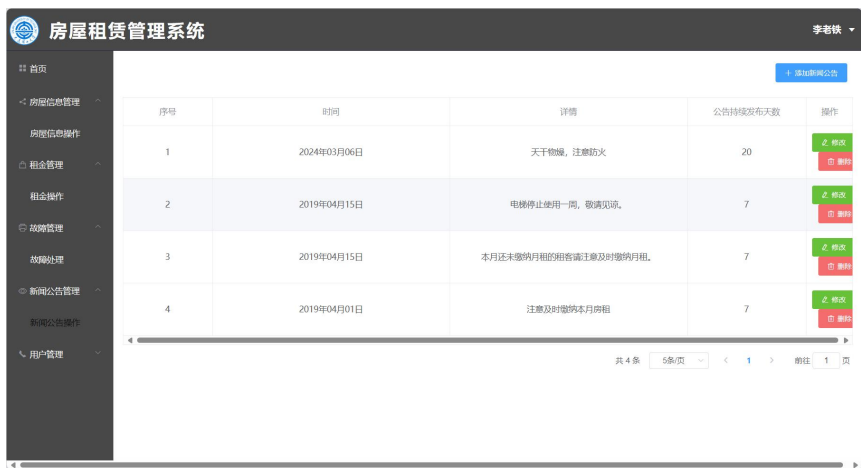 房屋租赁管理系统
李老铁
首页
房屋信息管理
房屋信息操作
租金管理
租金操作
故障管理
故障处理
新闻公告管理
新闻公告操作
用户管理
+ 添加新闻公告
序号 时间 详情 公告持续发布天数 操作
1 2024年03月06日 天干物燥，注意防火 20 修改 删除
2 2019年04月15日 电梯停止使用一周，敬请见谅。 7 修改 删除
3 2019年04月15日 本月还未缴纳月租的租客请注意及时缴纳月租。 7 修改 删除
4 2019年04月01日 注意及时缴纳本月房租 7 修改 删除
共 4 条 5条/页 1 前往 1 页